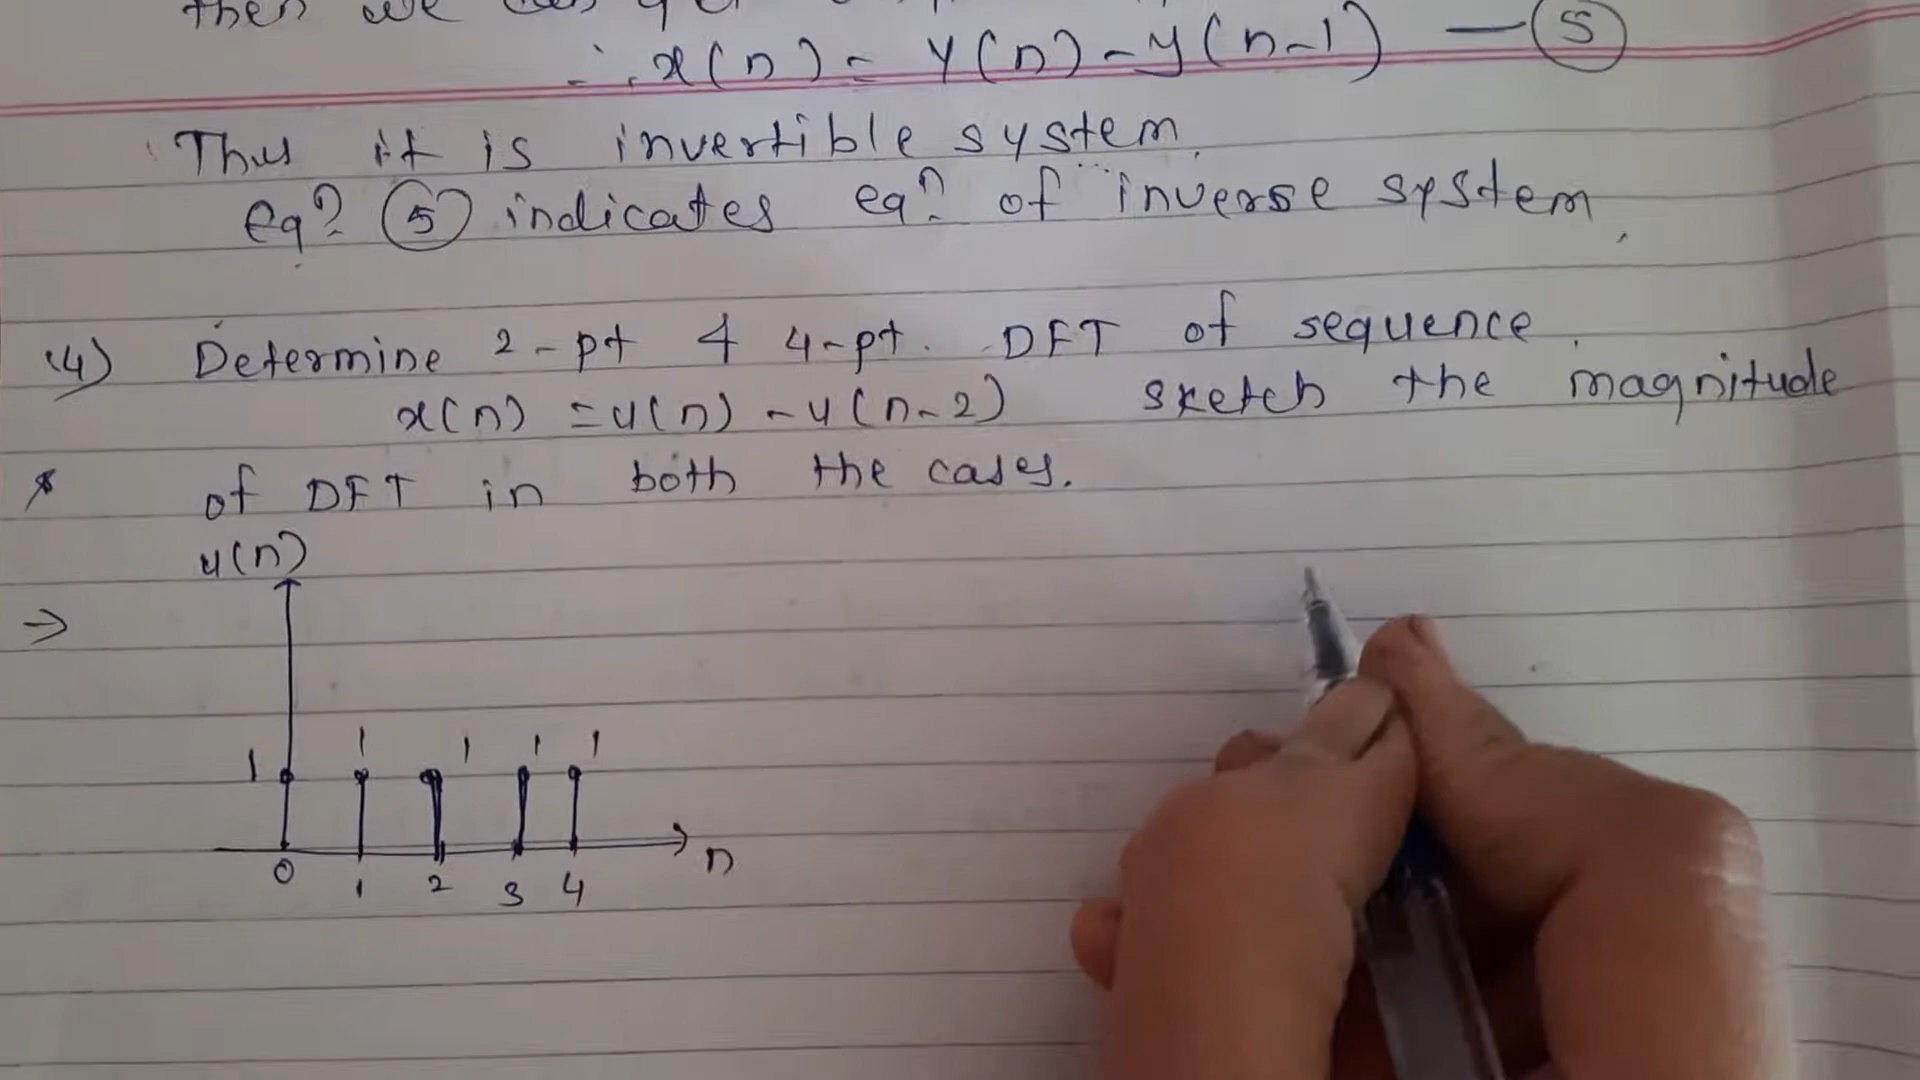 then we
∴ x(n) = y(n) - y(n-1) — (5)
Thus it is invertible system.
eqn. (5) indicates eqn. of inverse system.
(4) Determine 2-pt & 4-pt. DFT of sequence.
x(n) = u(n) - u(n-2) sketch the magnitude
of DFT in both the cases.
u(n)
→
1 1 1 1
1
n
0 1 2 3 4